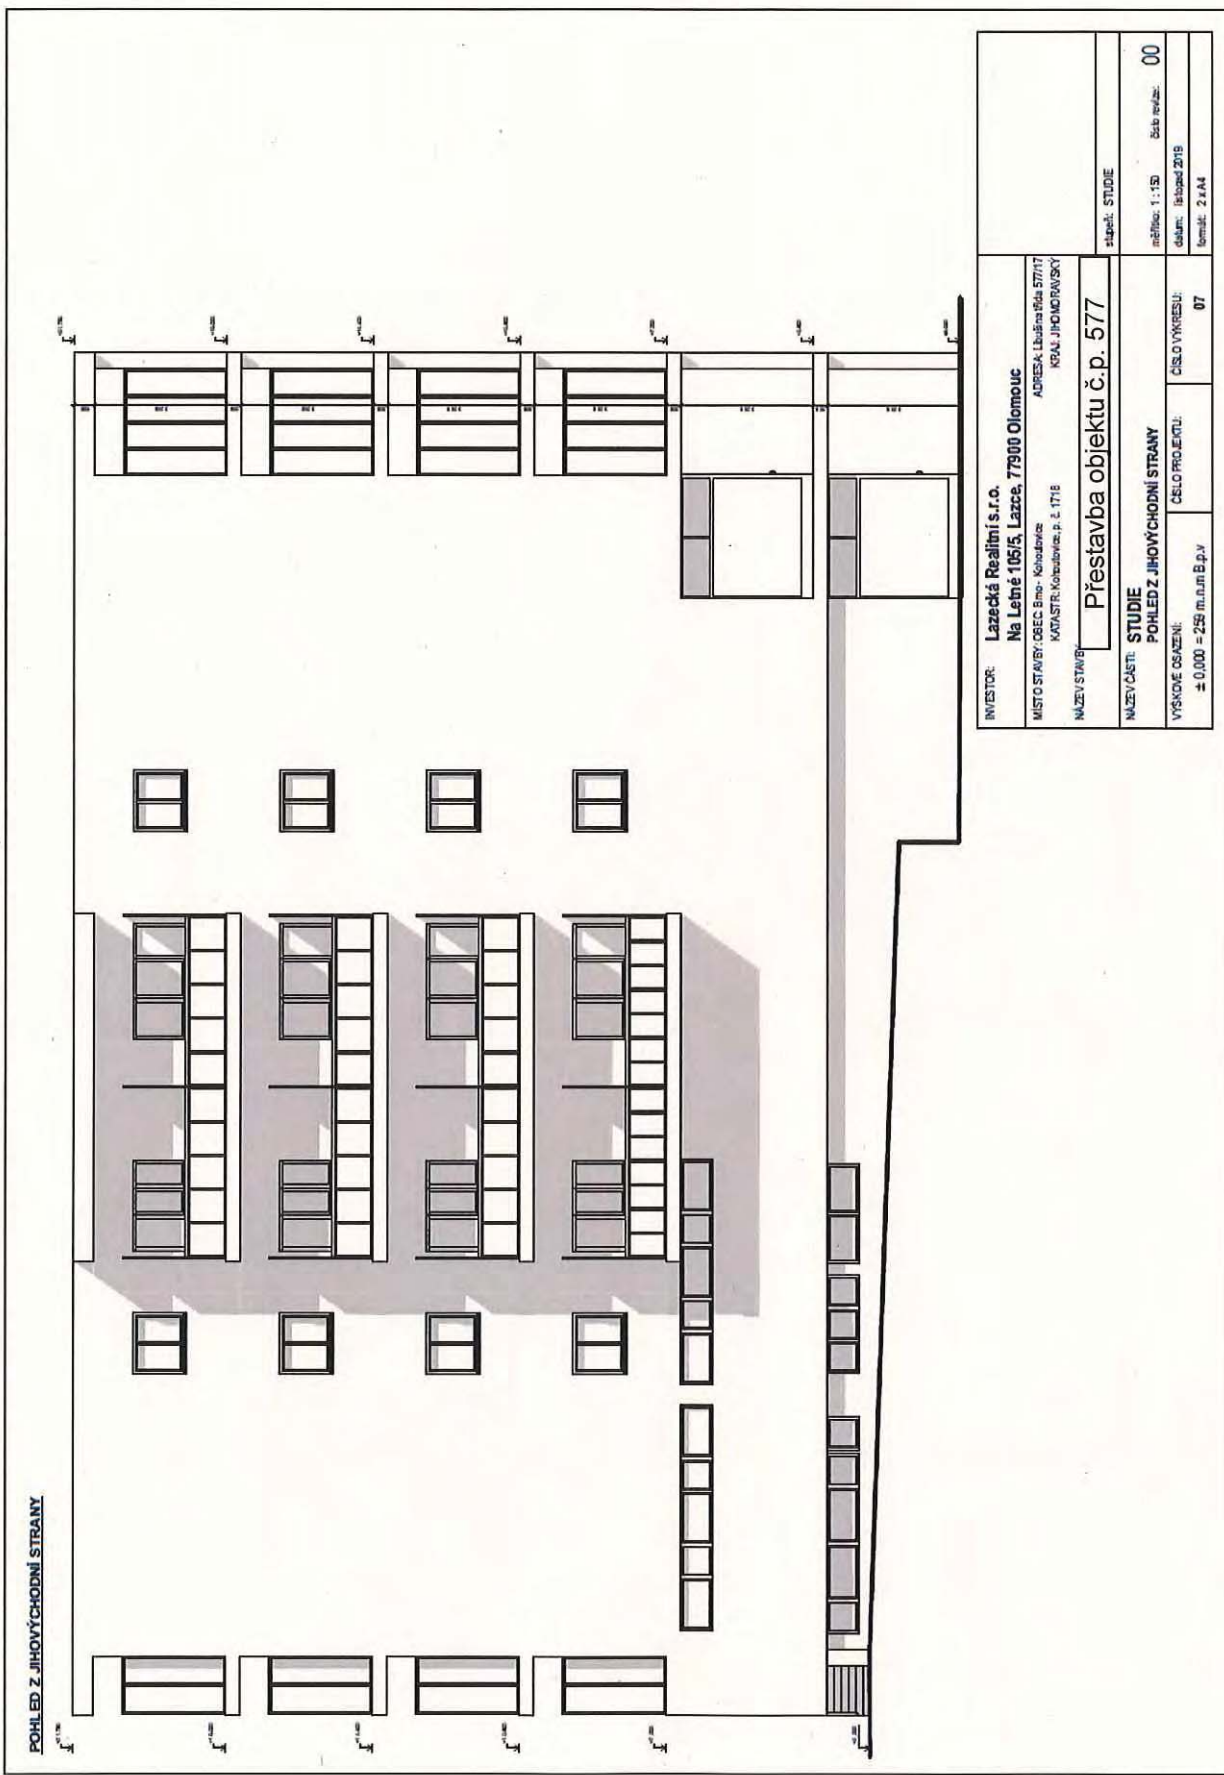 POHLED Z JIHOVÝCHODNÍ STRANY
INVESTOR: Lazecká Realitní s.r.o.
Na Letné 105/5, Lazce, 77900 Olomouc
MÍSTO STAVBY: OBEC: Brno - Kohoutovice ADRESA: Libušina třída 577/17
KATASTR: Kohoutovice, p. č. 1718 KRAJ: JIHOMORAVSKÝ
NÁZEV STAVBY:
Přestavba objektu č.p. 577
stupeň: STUDIE
NÁZEV ČÁSTI: STUDIE
POHLED Z JIHOVÝCHODNÍ STRANY
měřítko: 1 : 150 číslo revize: 00
VÝŠKOVÉ OSAZENÍ: ČÍSLO PROJEKTU: ČÍSLO VÝKRESU: datum: listopad 2019
± 0,000 = 259 m.n.m B.p.v 07 formát: 2 x A4